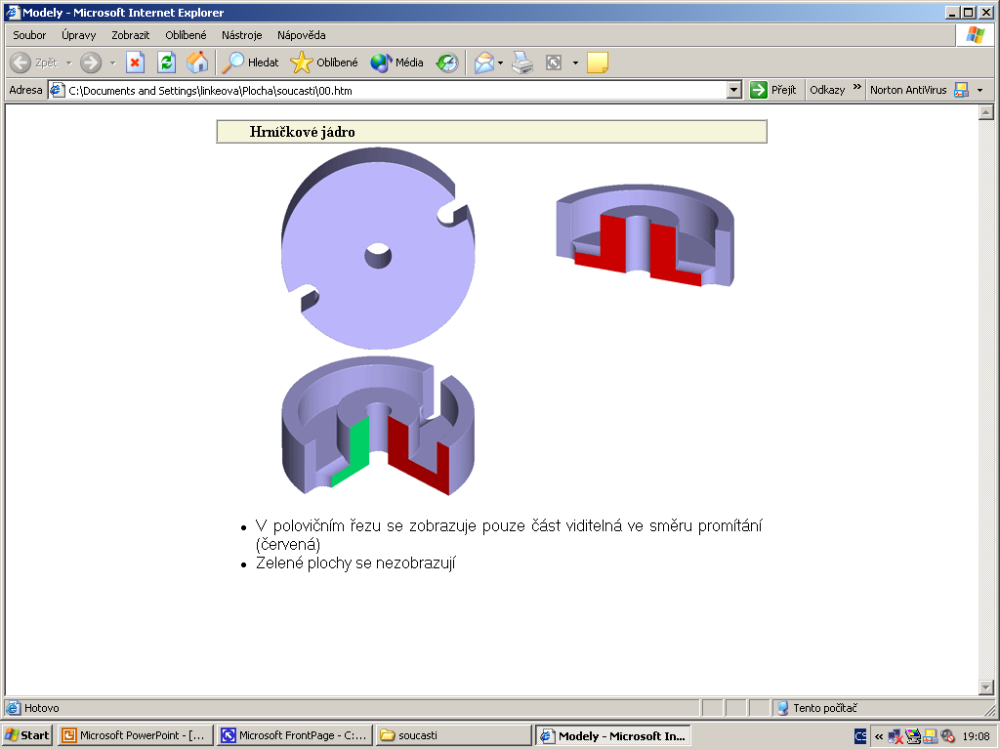 Modely - Microsoft Internet Explorer
Soubor Úpravy Zobrazit Oblíbené Nástroje Nápověda
Zpět Hledat Oblíbené Média
Adresa C:\Documents and Settings\linkeova\Plocha\soucasti\00.htm Přejít Odkazy » Norton AntiVirus
Hrníčkové jádro
V polovičním řezu se zobrazuje pouze část viditelná ve směru promítání
(červená)
Zelené plochy se nezobrazují
Hotovo Tento počítač
Start Microsoft PowerPoint - [... Microsoft FrontPage - C:... soucasti Modely - Microsoft In... CS « 19:08